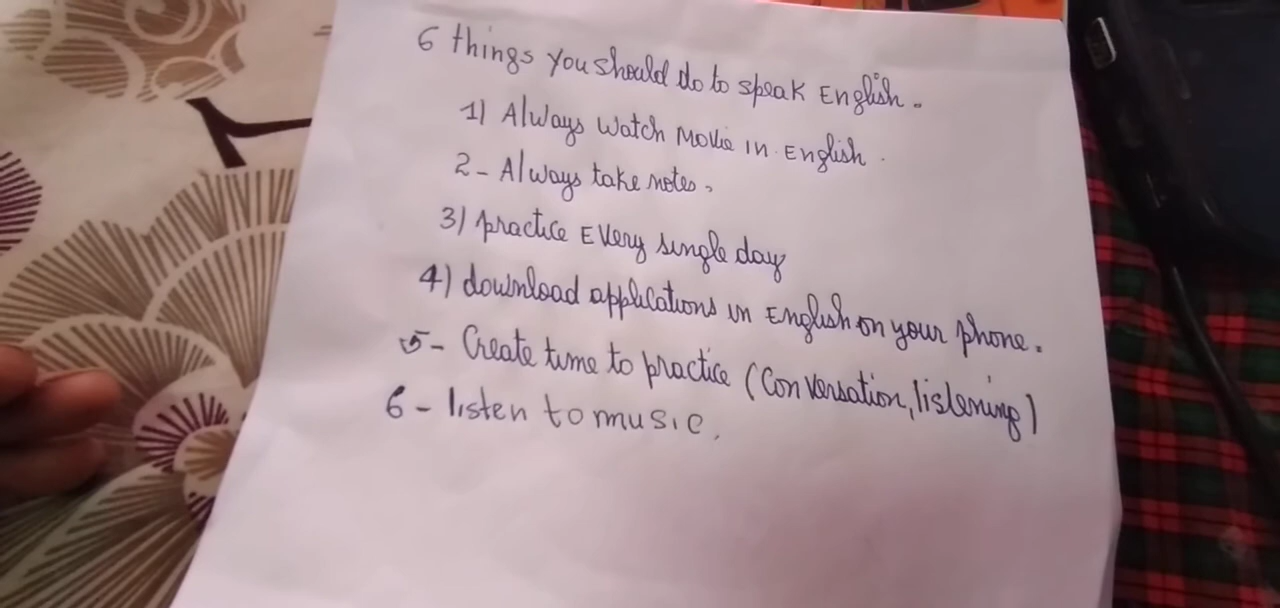 6 things you should do to speak English.
1) Always watch Movie in English.
2- Always take notes.
3) practice Every single day
4) download applications in English on your phone.
5- Create time to practice (Conversation, listening)
6- listen to music.